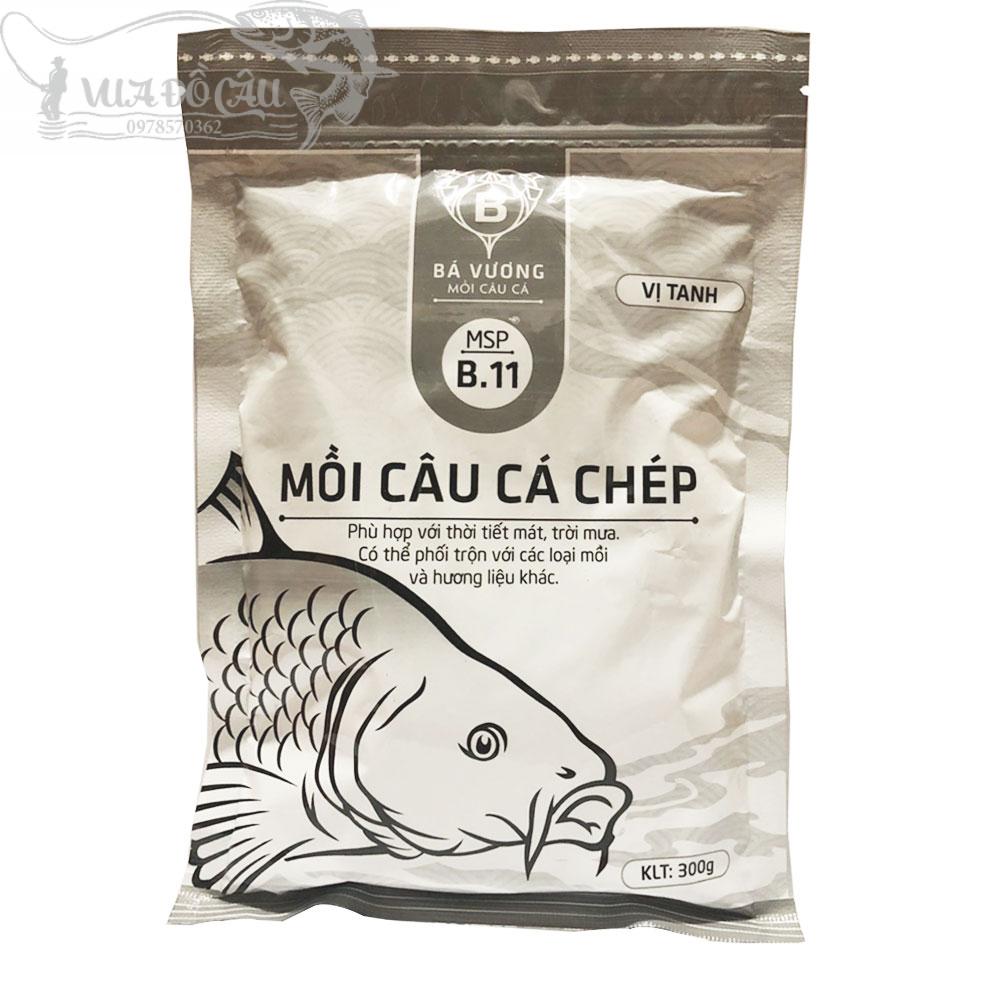 VUA ĐỒ CÂU
0978570362
B
BÁ VƯƠNG
MỒI CÂU CÁ
VỊ TANH
MSP
B.11
MỒI CÂU CÁ CHÉP
Phù hợp với thời tiết mát, trời mưa.
Có thể phối trộn với các loại mồi
và hương liệu khác.
KLT: 300g